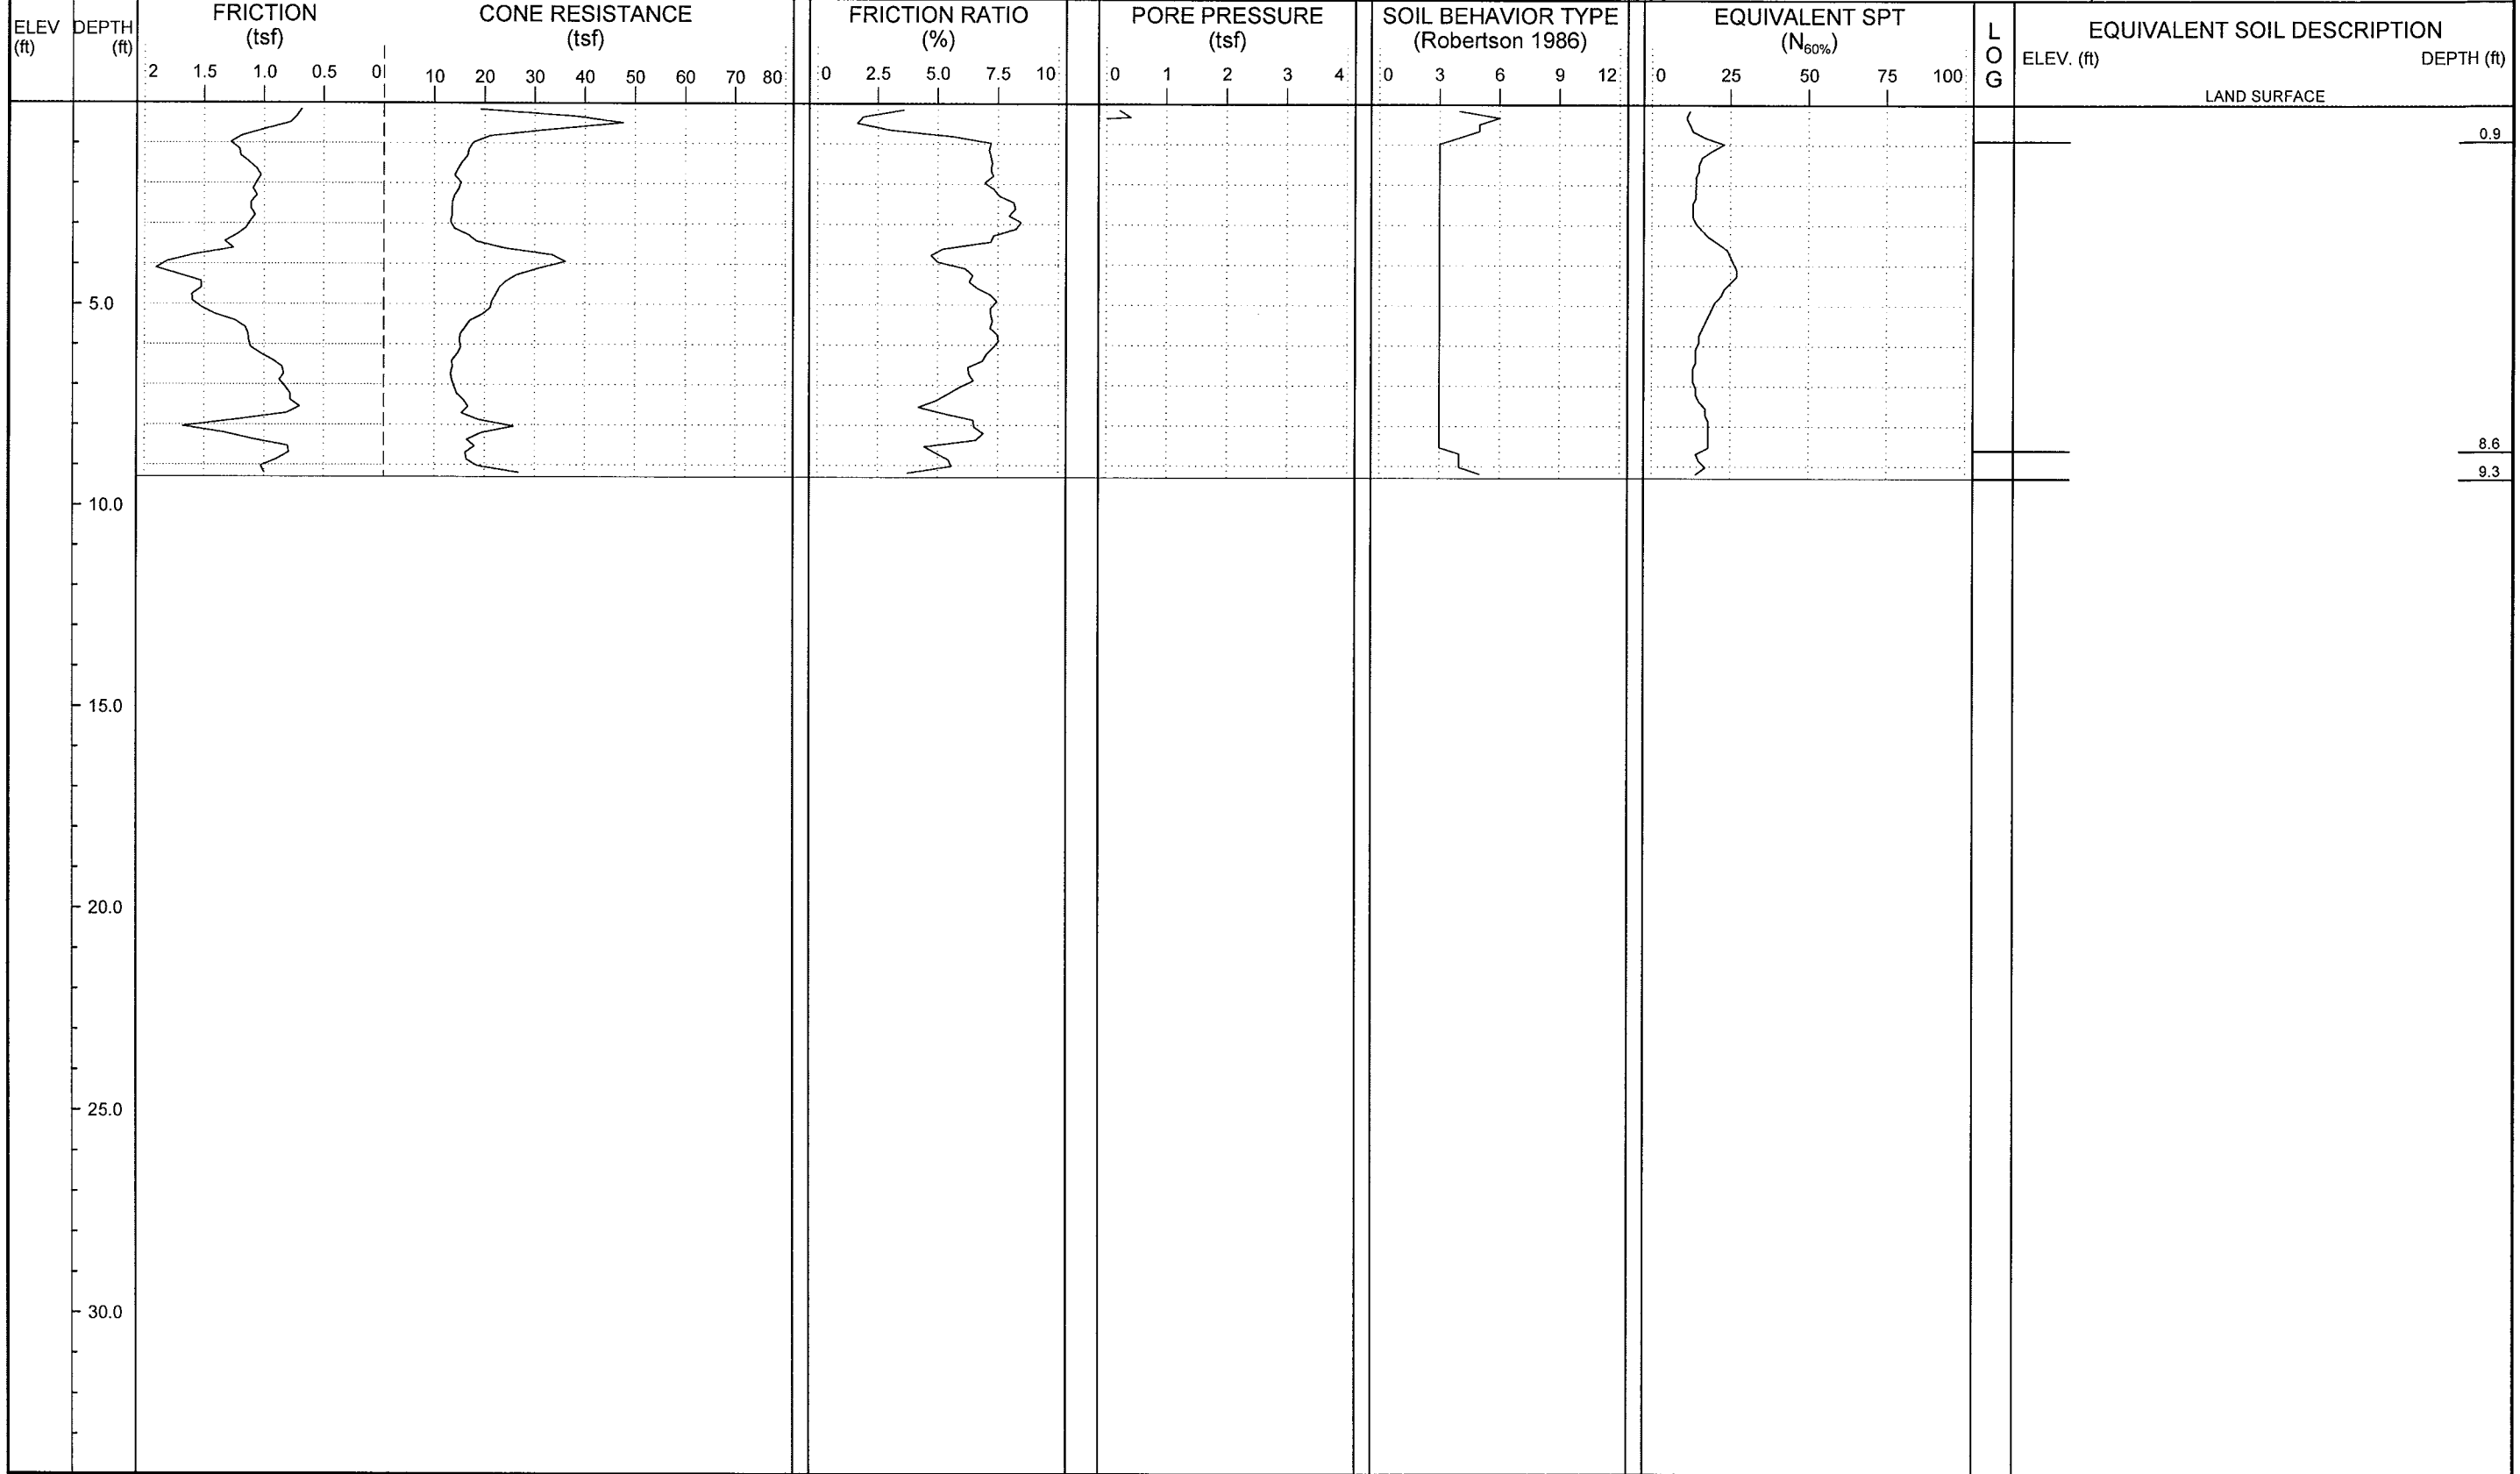 ELEV
(ft)
DEPTH
(ft)
FRICTION
(tsf)
2 1.5 1.0 0.5 0
CONE RESISTANCE
(tsf)
10 20 30 40 50 60 70 80
FRICTION RATIO
(%)
0 2.5 5.0 7.5 10
PORE PRESSURE
(tsf)
0 1 2 3 4
SOIL BEHAVIOR TYPE
(Robertson 1986)
0 3 6 9 12
EQUIVALENT SPT
(N60%)
0 25 50 75 100
L
O
G
EQUIVALENT SOIL DESCRIPTION
ELEV. (ft) DEPTH (ft)
LAND SURFACE
0.9
5.0
8.6
9.3
10.0
15.0
20.0
25.0
30.0